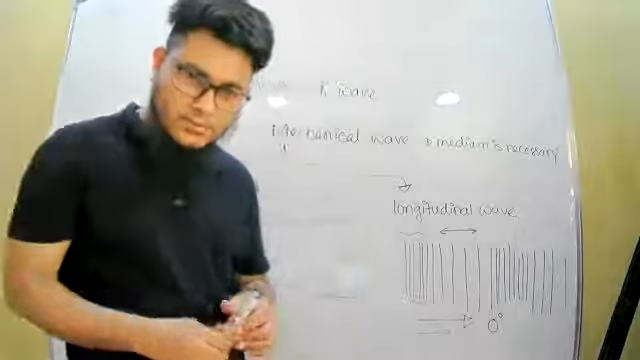 wave
Mechanical wave medium is necessary
longitudinal wave